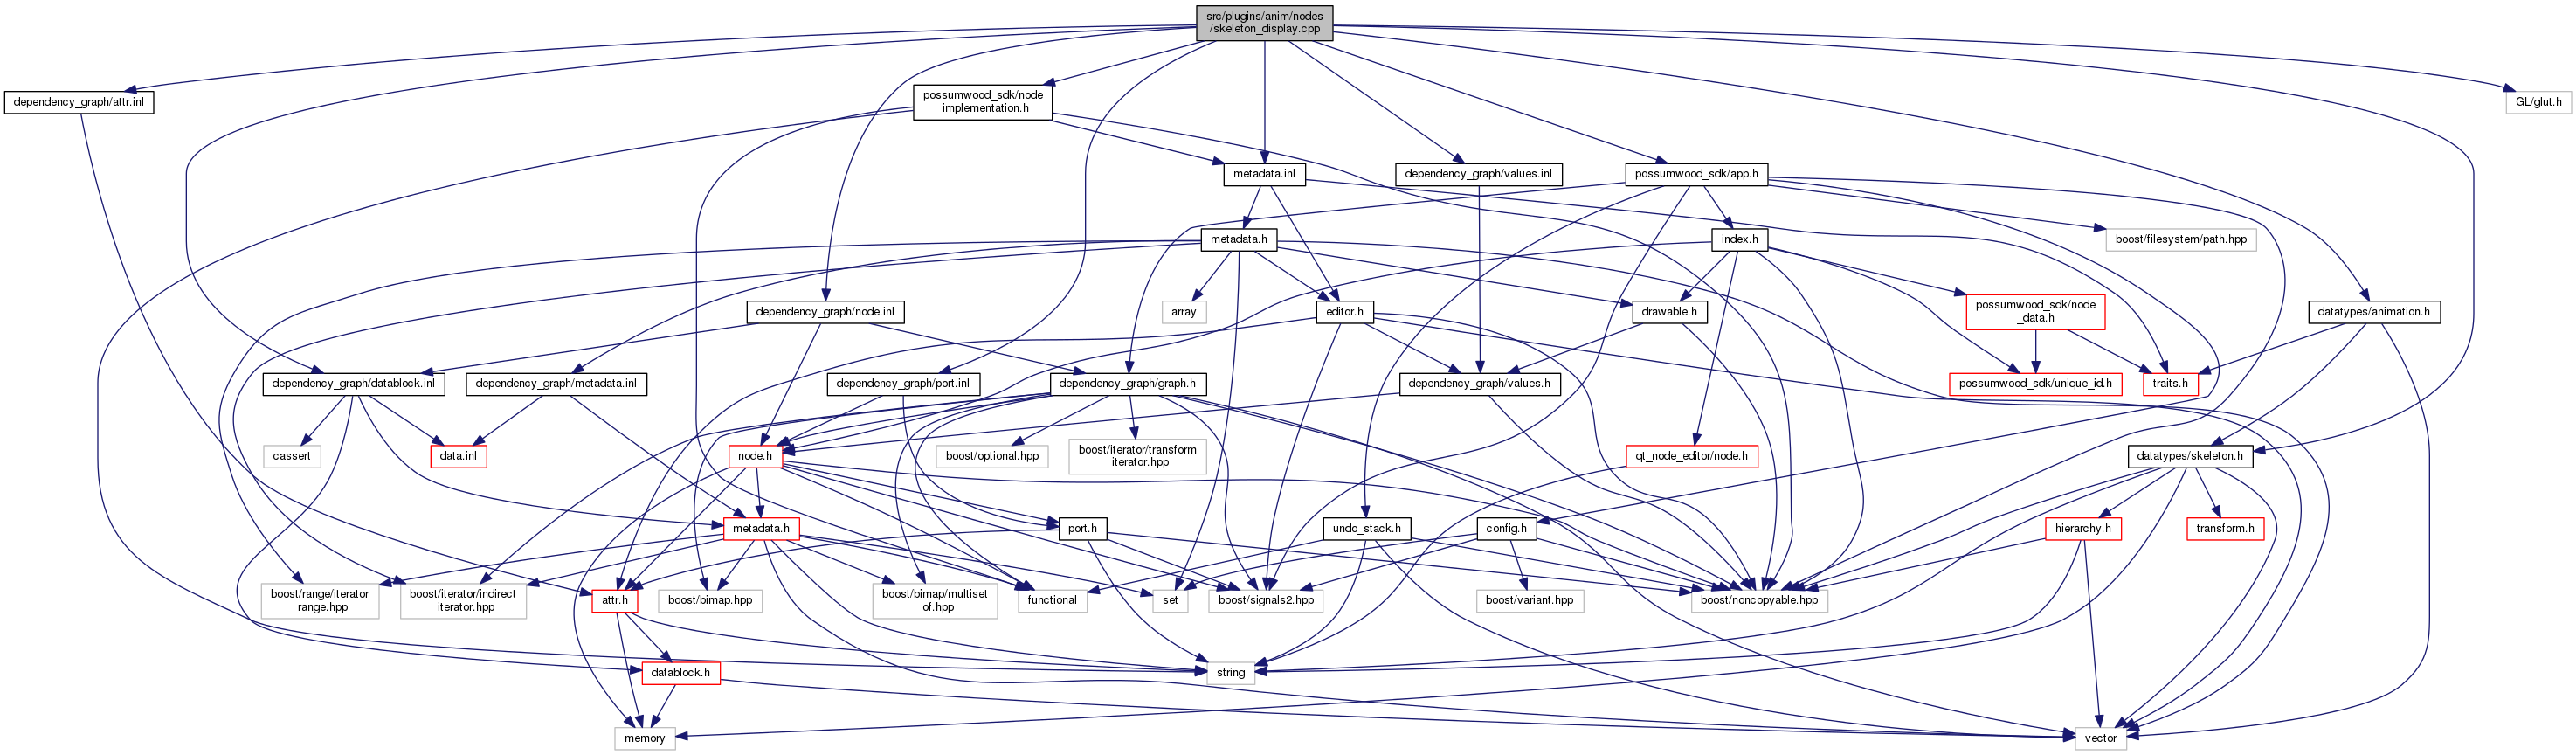 src/plugins/anim/nodes
/skeleton_display.cpp
dependency_graph/attr.inl
possumwood_sdk/node
_implementation.h
GL/glut.h
metadata.inl
dependency_graph/values.inl
possumwood_sdk/app.h
metadata.h
index.h
boost/filesystem/path.hpp
dependency_graph/node.inl
array
editor.h
drawable.h
possumwood_sdk/node
_data.h
datatypes/animation.h
dependency_graph/datablock.inl
dependency_graph/metadata.inl
dependency_graph/port.inl
dependency_graph/graph.h
dependency_graph/values.h
possumwood_sdk/unique_id.h
traits.h
cassert
data.inl
node.h
boost/optional.hpp
boost/iterator/transform
_iterator.hpp
qt_node_editor/node.h
datatypes/skeleton.h
metadata.h
port.h
undo_stack.h
config.h
hierarchy.h
transform.h
boost/range/iterator
_range.hpp
boost/iterator/indirect
_iterator.hpp
attr.h
boost/bimap.hpp
boost/bimap/multiset
_of.hpp
functional
set
boost/signals2.hpp
boost/variant.hpp
boost/noncopyable.hpp
datablock.h
string
memory
vector